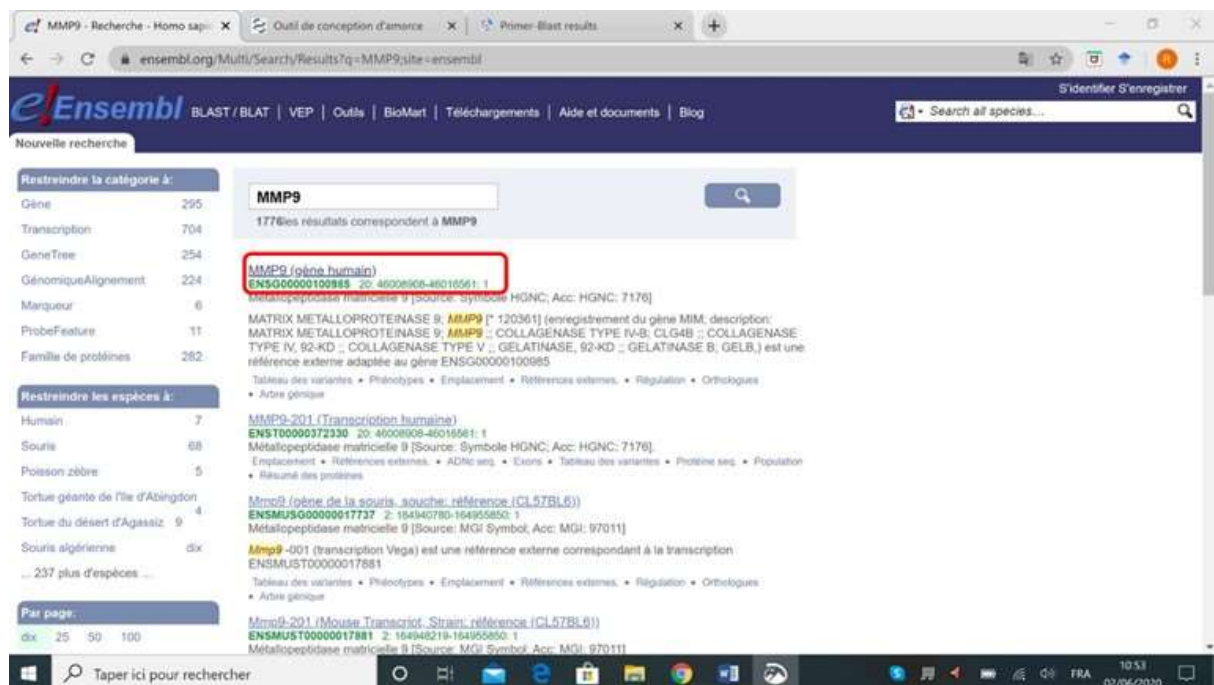 MMP9 - Recherche - Homo sap
Outil de conception d'amorce
Primer-Blast results
ensembl.org/Multi/Search/Results?q=MMP9;site=ensembl
S'identifier S'enregistrer
e!Ensembl BLAST / BLAT | VEP | Outils | BioMart | Téléchargements | Aide et documents | Blog
Search all species...
Nouvelle recherche
Restreindre la catégorie à:
Gène 295
Transcription 704
GeneTree 254
GénomiqueAlignement 224
Marqueur 6
ProbeFeature 11
Famille de protéines 282
Restreindre les espèces à:
Humain 7
Souris 68
Poisson zèbre 5
Tortue géante de l'île d'Abingdon 4
Tortue du désert d'Agassiz 9
Souris algérienne dix
... 237 plus d'espèces ...
Par page:
dix 25 50 100
MMP9
1776les résultats correspondent à MMP9
MMP9 (gène humain)
ENSG00000100985 20: 46008908-46016561: 1
Métallopeptidase matricielle 9 [Source: Symbole HGNC; Acc: HGNC: 7176]
MATRIX METALLOPROTEINASE 9; MMP9 [* 120361] (enregistrement du gène MIM; description:
MATRIX METALLOPROTEINASE 9; MMP9 ;; COLLAGENASE TYPE IV-B; CLG4B ;; COLLAGENASE
TYPE IV, 92-KD ;; COLLAGENASE TYPE V ;; GELATINASE, 92-KD ;; GELATINASE B; GELB,) est une
référence externe adaptée au gène ENSG00000100985
Tableau des variantes • Phénotypes • Emplacement • Références externes. • Régulation • Orthologues
• Arbre génique
MMP9-201 (Transcription humaine)
ENST00000372330 20: 46008908-46016561: 1
Métallopeptidase matricielle 9 [Source: Symbole HGNC; Acc: HGNC: 7176].
Emplacement • Références externes. • ADNc seq. • Exons • Tableau des variantes • Protéine seq. • Population
• Résumé des protéines
Mmp9 (gène de la souris, souche: référence (CL57BL6))
ENSMUSG00000017737 2: 164940780-164955850: 1
Métallopeptidase matricielle 9 [Source: MGI Symbol; Acc: MGI: 97011]
Mmp9 -001 (transcription Vega) est une référence externe correspondant à la transcription
ENSMUST00000017881
Tableau des variantes • Phénotypes • Emplacement • Références externes. • Régulation • Orthologues
• Arbre génique
Mmp9-201 (Mouse Transcript, Strain: référence (CL57BL6))
ENSMUST00000017881 2: 164948219-164955850: 1
Métallopeptidase matricielle 9 [Source: MGI Symbol; Acc: MGI: 97011]
Taper ici pour rechercher
FRA
10:53
02/06/2020